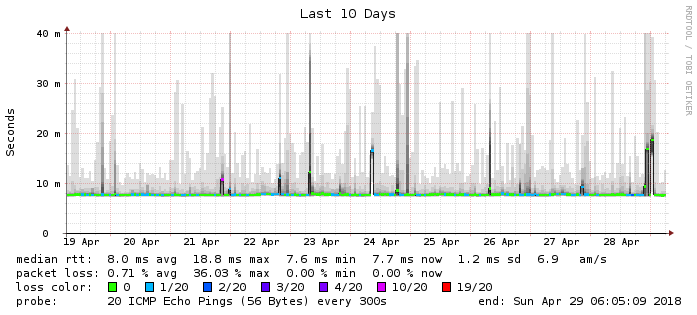 Last 10 Days
RRDTOOL / TOBI OETIKER
Seconds
40 m
30 m
20 m
10 m
0
19 Apr 20 Apr 21 Apr 22 Apr 23 Apr 24 Apr 25 Apr 26 Apr 27 Apr 28 Apr
median rtt: 8.0 ms avg 18.8 ms max 7.6 ms min 7.7 ms now 1.2 ms sd 6.9 am/s
packet loss: 0.71 % avg 36.03 % max 0.00 % min 0.00 % now
loss color: 0 1/20 2/20 3/20 4/20 10/20 19/20
probe: 20 ICMP Echo Pings (56 Bytes) every 300s end: Sun Apr 29 06:05:09 2018